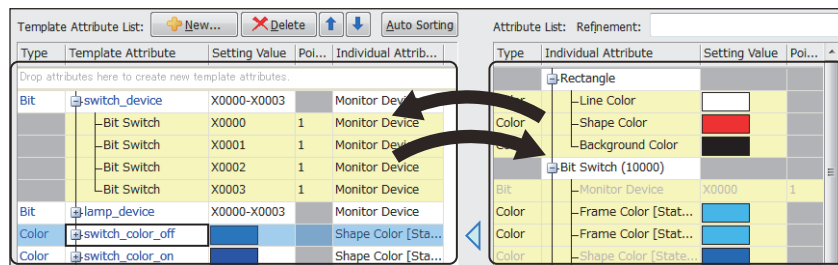 Template Attribute List: New... Delete Auto Sorting
Type Template Attribute Setting Value Poi... Individual Attrib...
Drop attributes here to create new template attributes.
Bit switch_device X0000-X0003 Monitor Device
Bit Switch X0000 1 Monitor Device
Bit Switch X0001 1 Monitor Device
Bit Switch X0002 1 Monitor Device
Bit Switch X0003 1 Monitor Device
Bit lamp_device X0000-X0003 Monitor Device
Color switch_color_off Shape Color [Sta...
Color switch_color_on Shape Color [Sta...
Attribute List: Refinement:
Type Individual Attribute Setting Value Poi...
Rectangle
Color Line Color
Color Shape Color
Background Color
Bit Switch (10000)
Bit Monitor Device X0000 1
Color Frame Color [Stat...
Color Frame Color [Stat...
Color Shape Color [State...